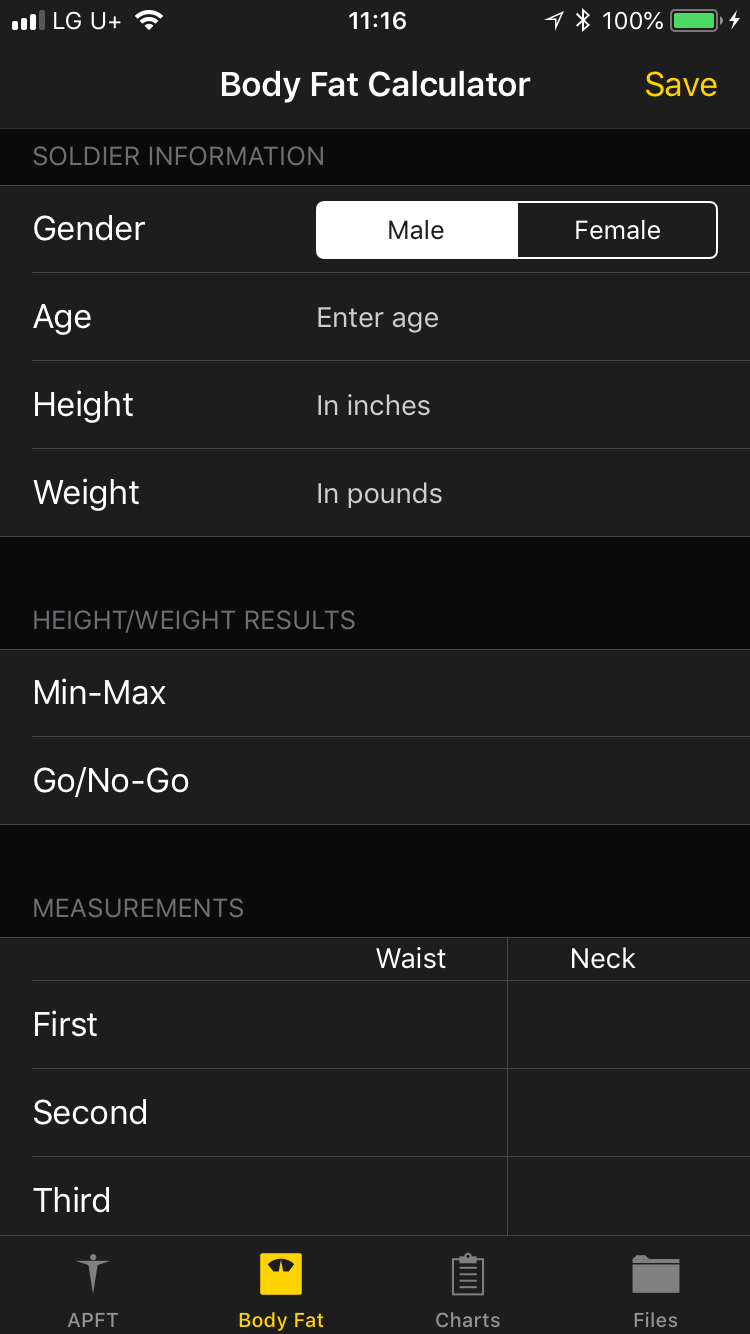 LG U+ 11:16 100%
Body Fat Calculator Save
SOLDIER INFORMATION
Gender Male Female
Age Enter age
Height In inches
Weight In pounds
HEIGHT/WEIGHT RESULTS
Min-Max
Go/No-Go
MEASUREMENTS
Waist Neck
First
Second
Third
APFT Body Fat Charts Files